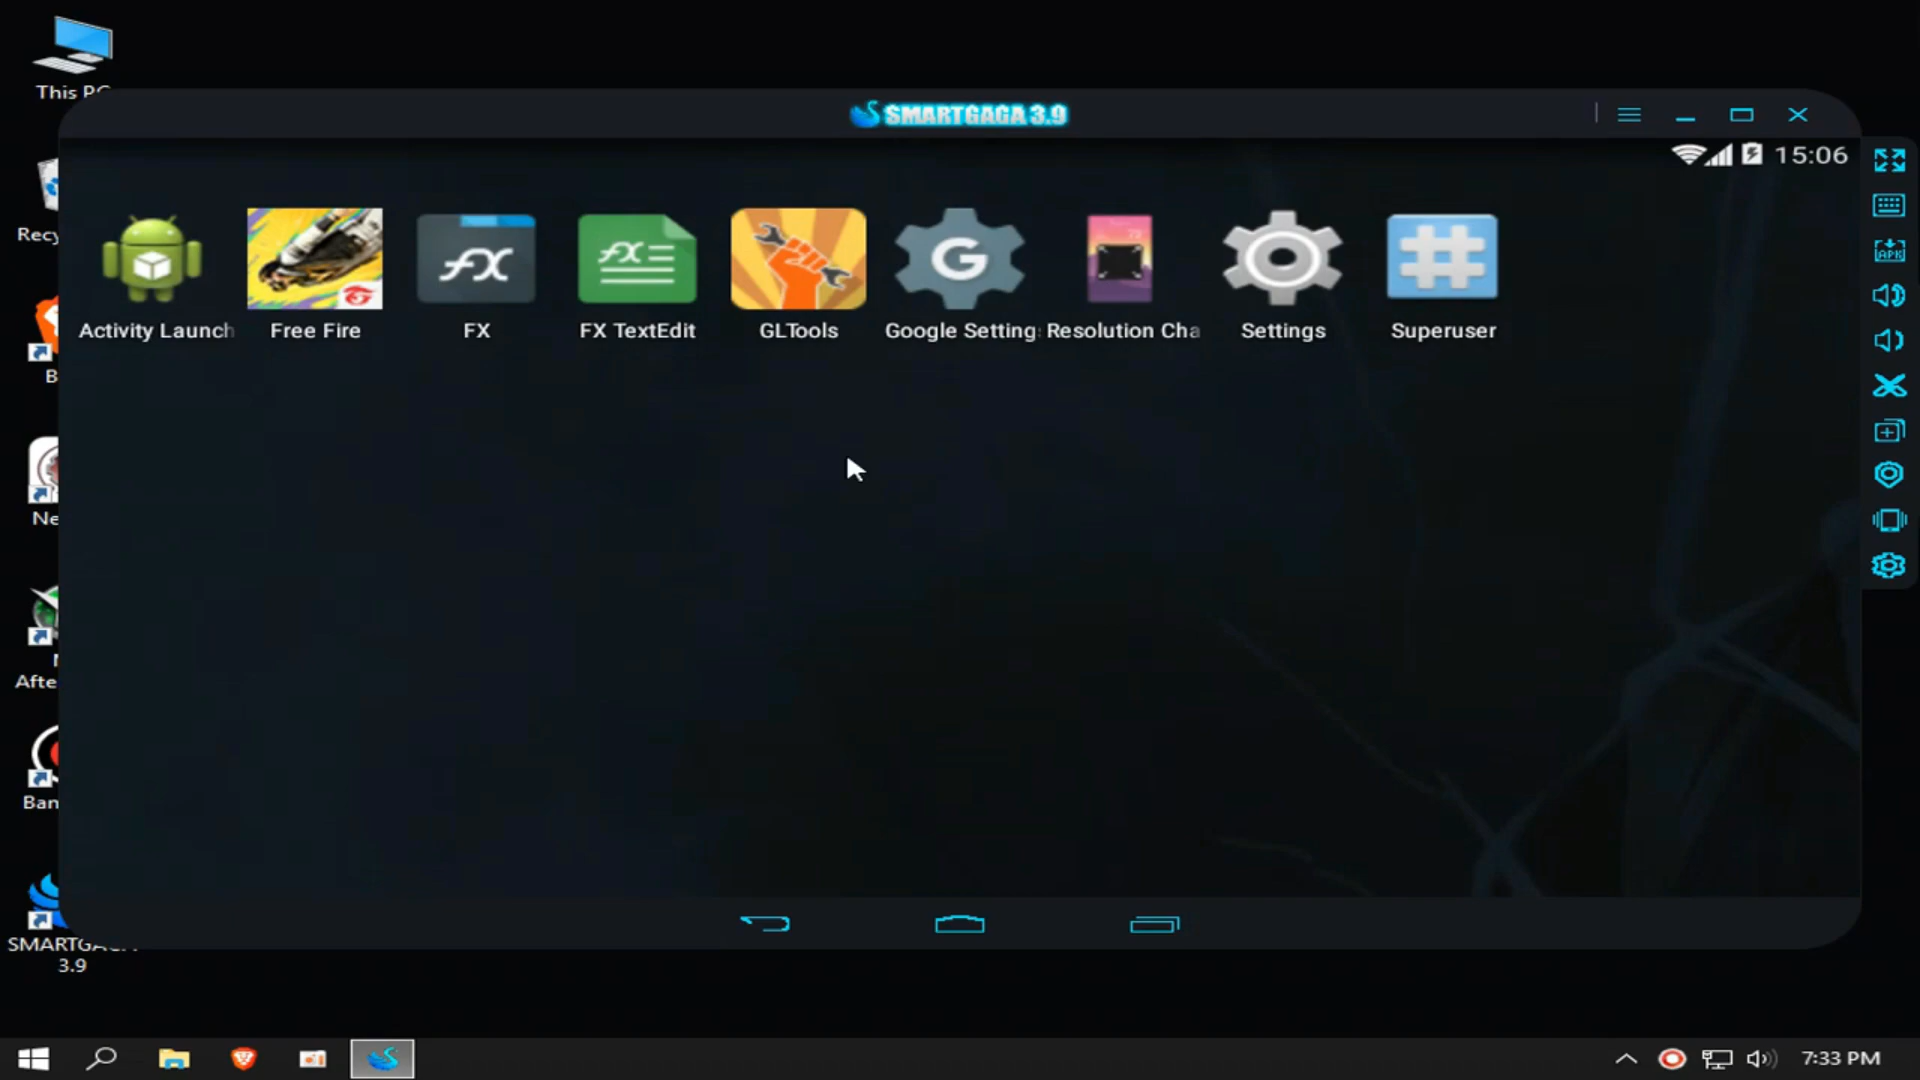 This PC
SMARTGAGA 3.9
15:06
Recy
Activity Launch
Free Fire
FX
FX TextEdit
GLTools
Google Setting
Resolution Cha
Settings
Superuser
B
Ne
Afte
Ban
SMARTGAGA
3.9
7:33 PM